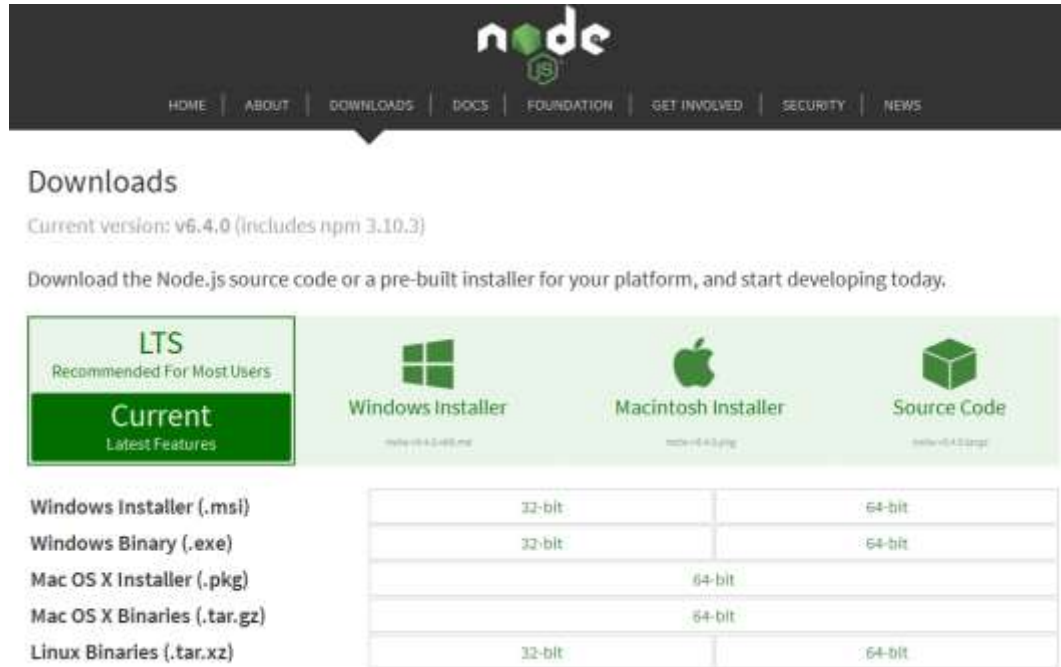 node
JS
HOME | ABOUT | DOWNLOADS | DOCS | FOUNDATION | GET INVOLVED | SECURITY | NEWS
Downloads
Current version: v6.4.0 (includes npm 3.10.3)
Download the Node.js source code or a pre-built installer for your platform, and start developing today.
LTS
Recommended For Most Users
Current
Latest Features
Windows Installer
Macintosh Installer
Source Code
Windows Installer (.msi) 32-bit 64-bit
Windows Binary (.exe) 32-bit 64-bit
Mac OS X Installer (.pkg) 64-bit
Mac OS X Binaries (.tar.gz) 64-bit
Linux Binaries (.tar.xz) 32-bit 64-bit